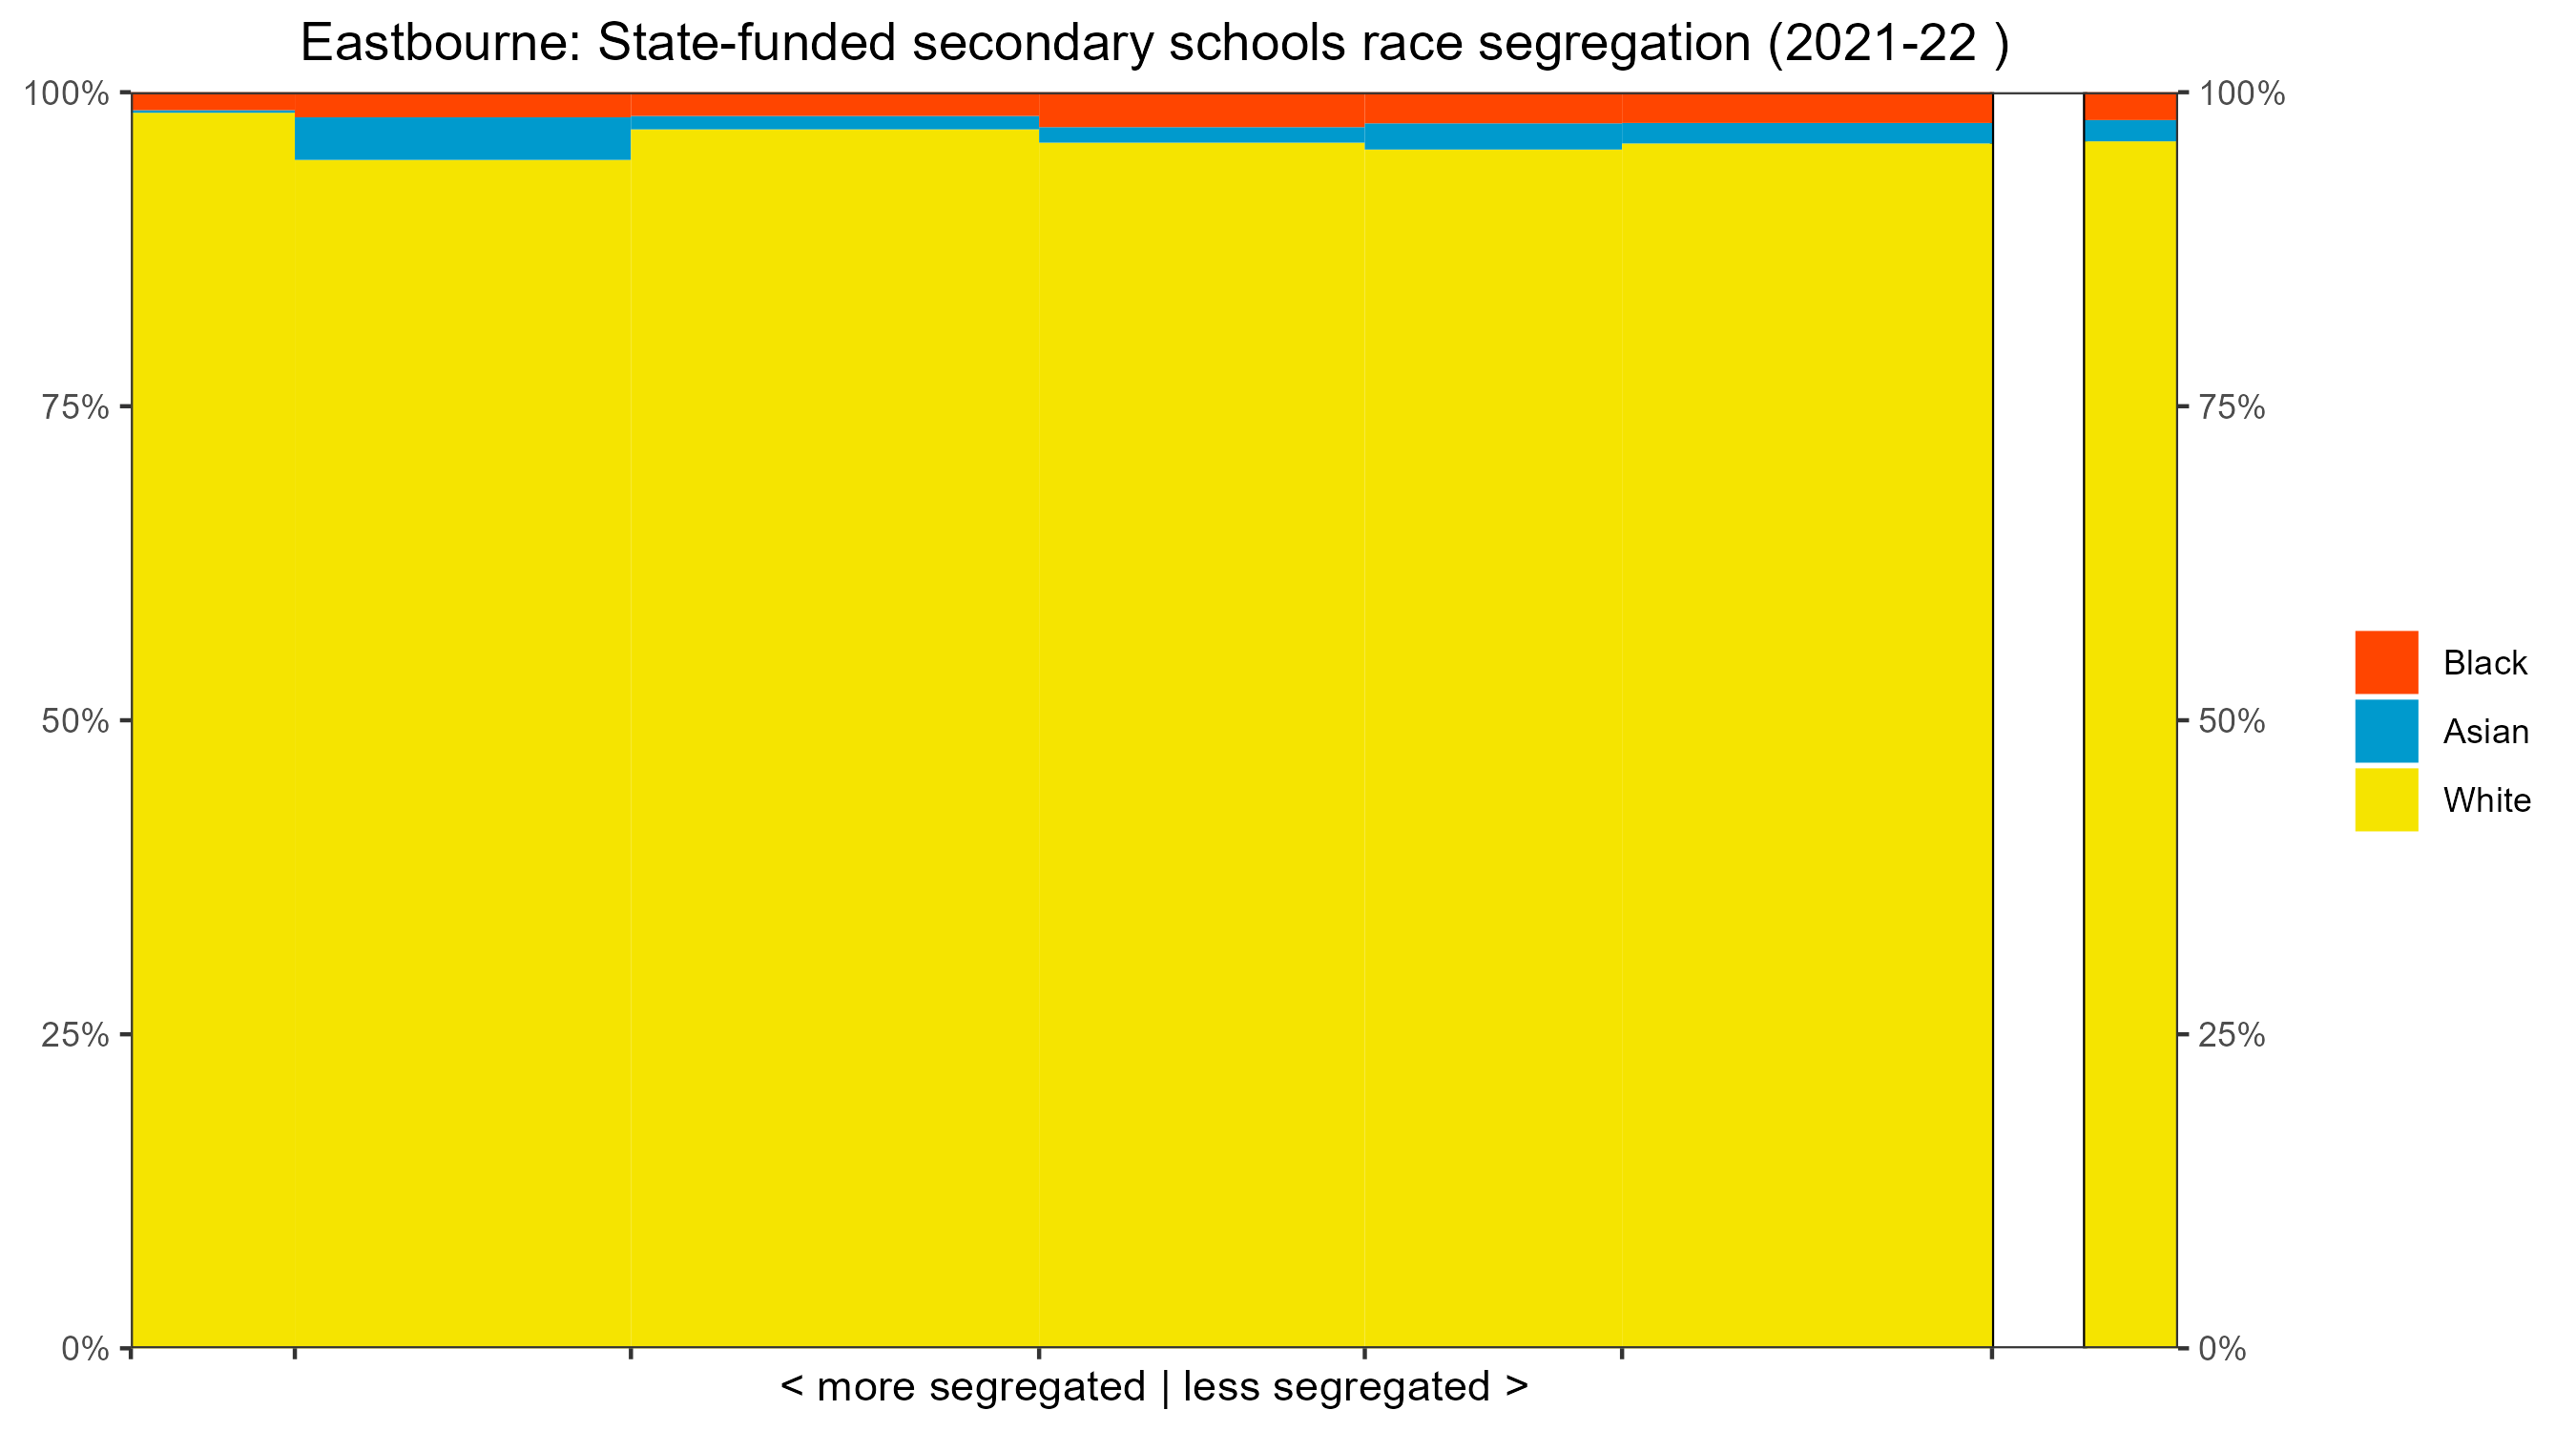 Eastbourne: State-funded secondary schools race segregation (2021-22 )
100%
75%
50%
25%
0%
100%
75%
50%
25%
0%
< more segregated | less segregated >
Black
Asian
White